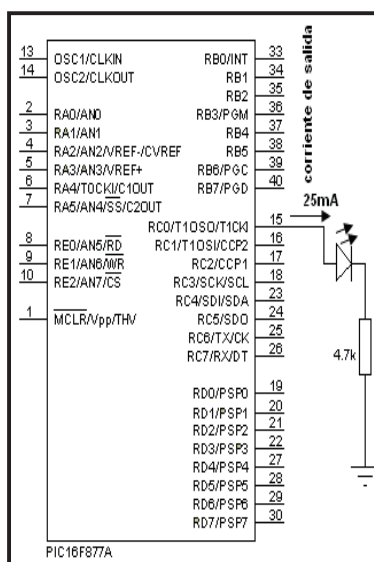 13 OSC1/CLKIN
14 OSC2/CLKOUT
2 RA0/AN0
3 RA1/AN1
4 RA2/AN2/VREF-/CVREF
5 RA3/AN3/VREF+
6 RA4/T0CKI/C1OUT
7 RA5/AN4/SS/C2OUT
8 RE0/AN5/RD
9 RE1/AN6/WR
10 RE2/AN7/CS
1 MCLR/Vpp/THV
RB0/INT 33
RB1 34
RB2 35
RB3/PGM 36
RB4 37
RB5 38
RB6/PGC 39
RB7/PGD 40
RC0/T1OSO/T1CKI 15
RC1/T1OSI/CCP2 16
RC2/CCP1 17
RC3/SCK/SCL 18
RC4/SDI/SDA 23
RC5/SDO 24
RC6/TX/CK 25
RC7/RX/DT 26
RD0/PSP0 19
RD1/PSP1 20
RD2/PSP2 21
RD3/PSP3 22
RD4/PSP4 27
RD5/PSP5 28
RD6/PSP6 29
RD7/PSP7 30
PIC16F877A
corriente de salida
25mA
4.7k